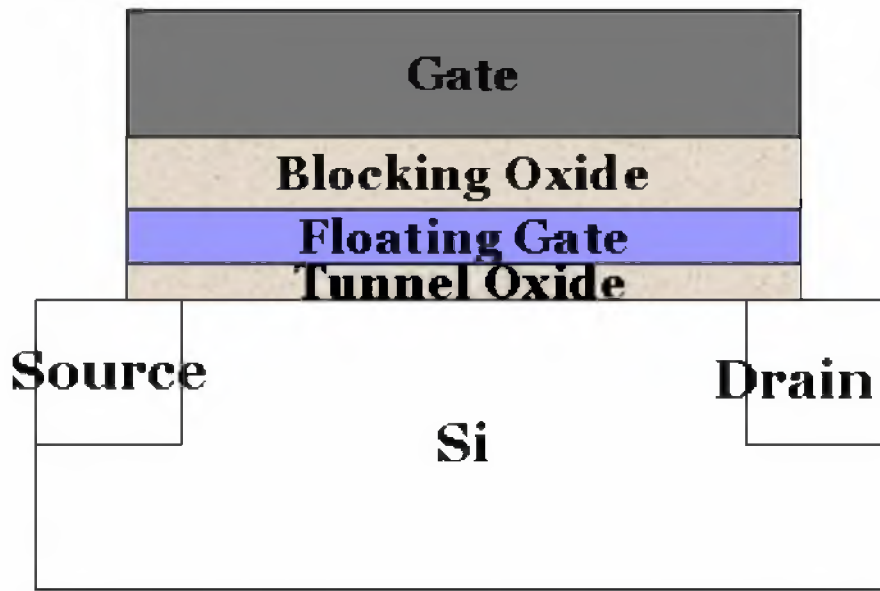 Gate
Blocking Oxide
Floating Gate
Tunnel Oxide
Source
Drain
Si